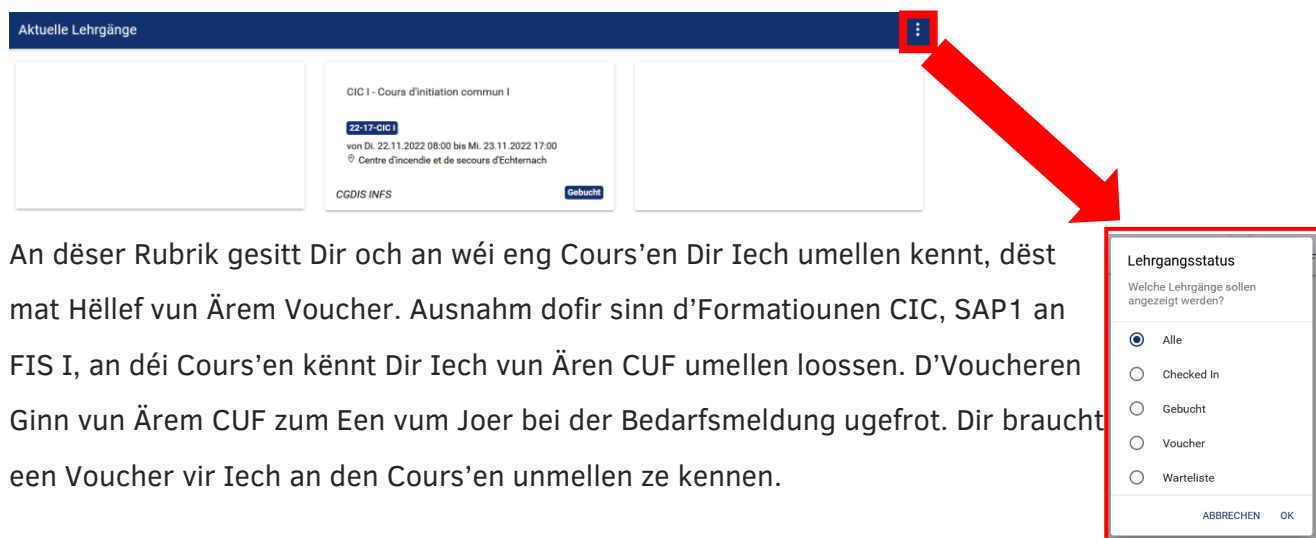 Aktuelle Lehrgänge
CIC I - Cours d'initiation commun I
22-17-CIC I
von Di. 22.11.2022 08:00 bis Mi. 23.11.2022 17:00
Centre d'incendie et de secours d'Echternach
CGDIS INFS
Gebucht
An dëser Rubrik gesitt Dir och an wéi eng Cours’en Dir Iech umellen kennt, dëst
mat Hëllef vun Ärem Voucher. Ausnahm dofir sinn d’Formatiounen CIC, SAP1 an
FIS I, an déi Cours’en kënnt Dir Iech vun Ären CUF umellen loossen. D’Voucheren
Ginn vun Ärem CUF zum Een vum Joer bei der Bedarfsmeldung ugefrot. Dir braucht
een Voucher vir Iech an den Cours’en unmellen ze kennen.
Lehrgangsstatus
Welche Lehrgänge sollen
angezeigt werden?
Alle
Checked In
Gebucht
Voucher
Warteliste
ABBRECHEN OK